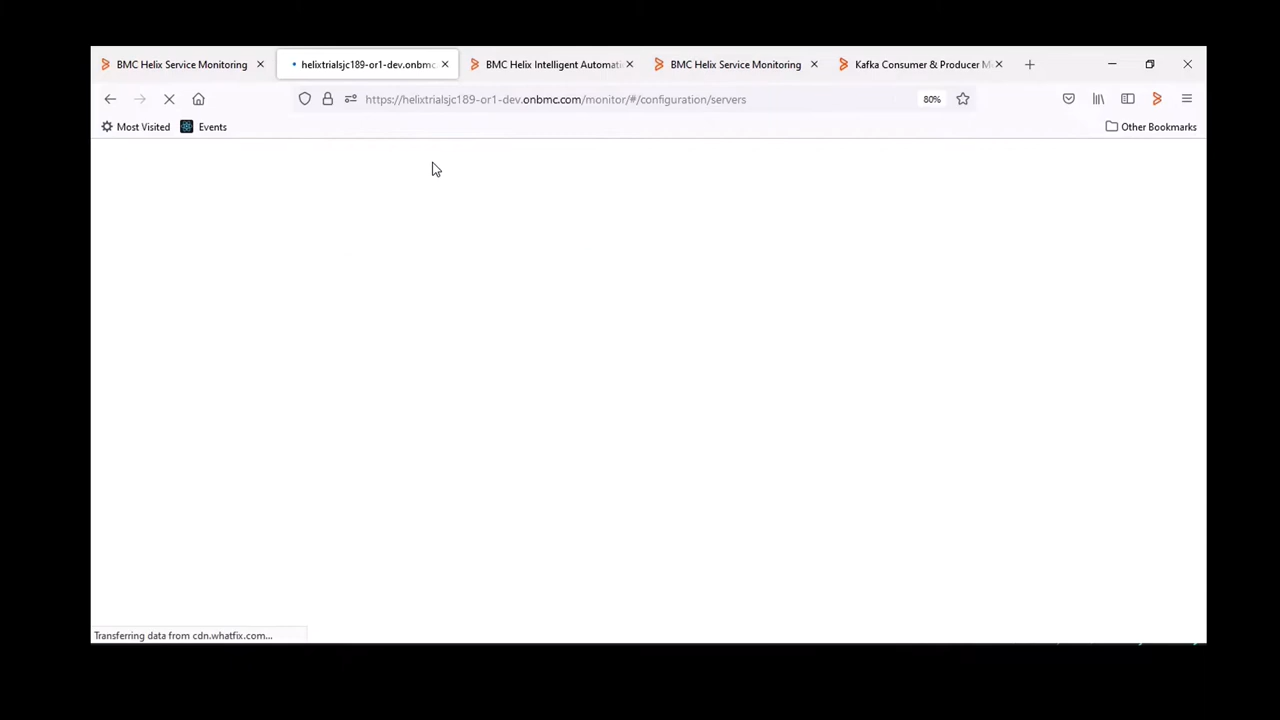 BMC Helix Service Monitoring
helixtrialsjc189-or1-dev.onbmc.
BMC Helix Intelligent Automati
BMC Helix Service Monitoring
Kafka Consumer & Producer M
https://helixtrialsjc189-or1-dev.onbmc.com/monitor/#/configuration/servers
80%
Most Visited
Events
Other Bookmarks
Transferring data from cdn.whatfix.com...